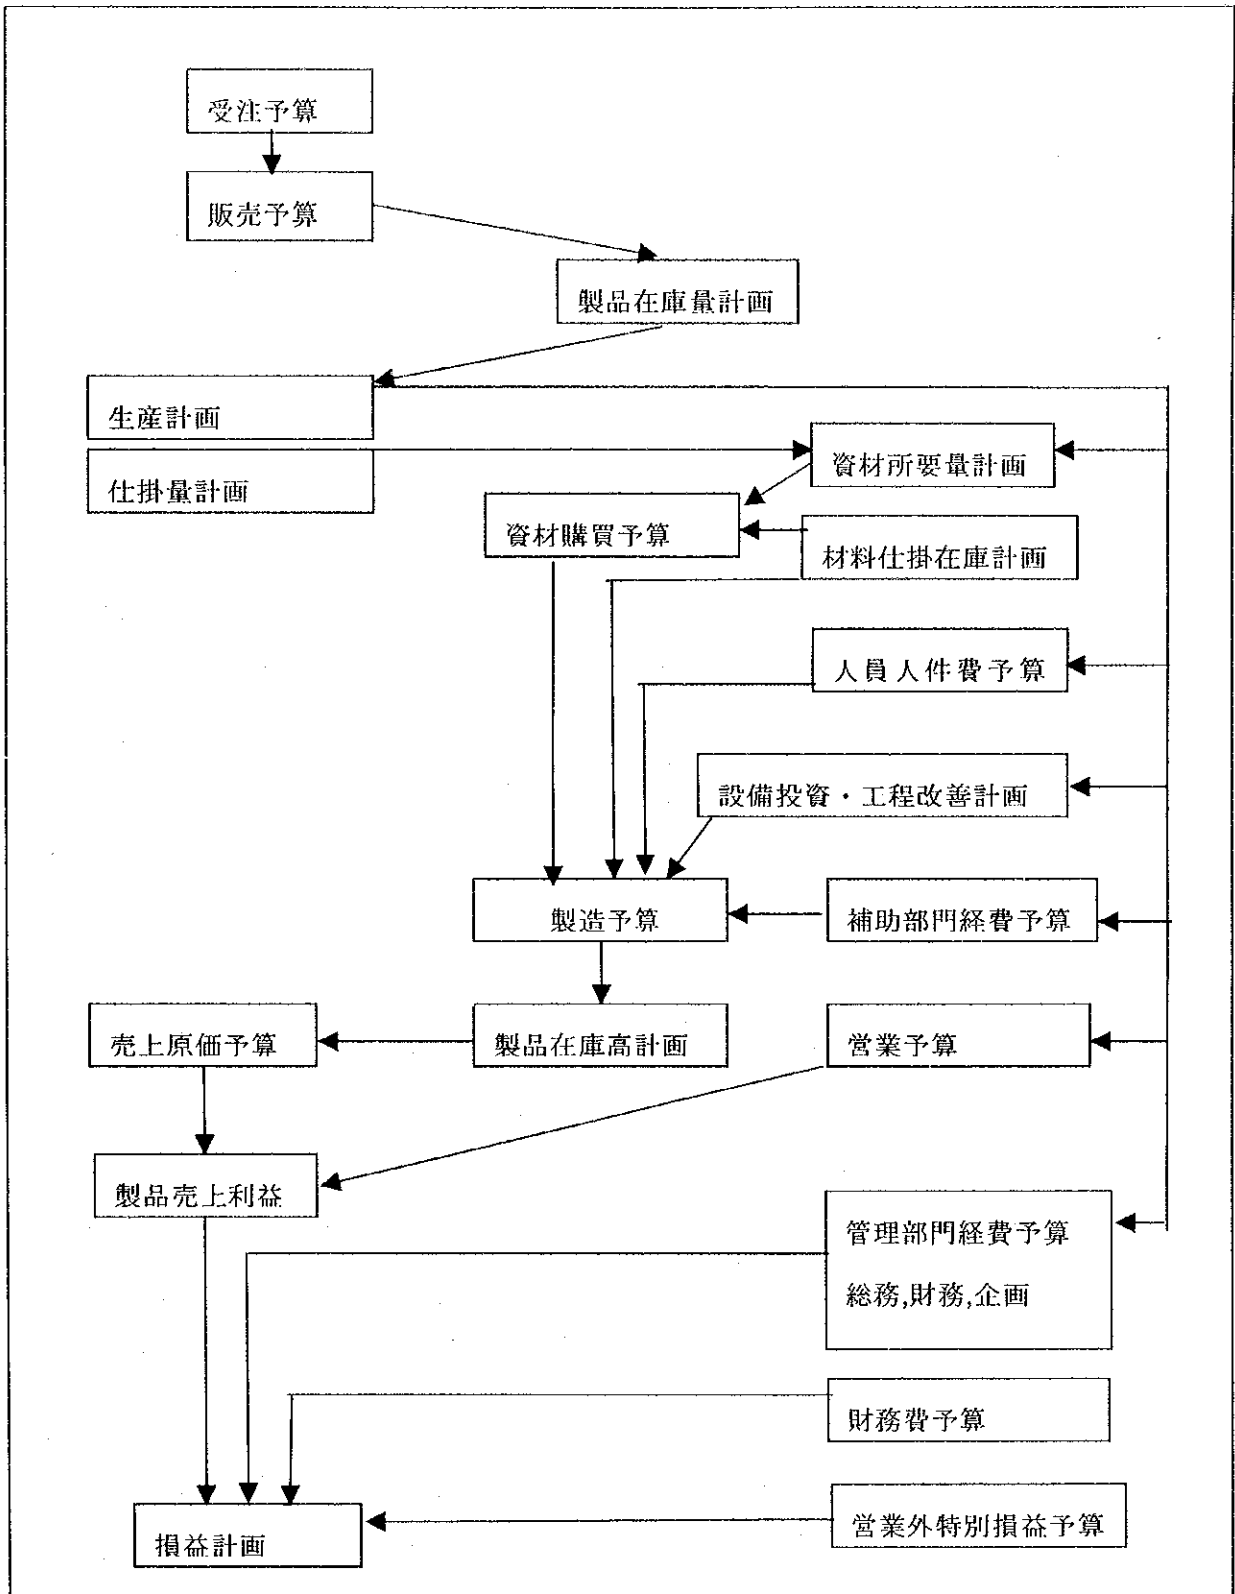 受注予算
販売予算
製品在庫量計画
生産計画
資材所要量計画
仕掛量計画
資材購買予算
材料仕掛在庫計画
人員人件費予算
設備投資・工程改善計画
製造予算
補助部門経費予算
売上原価予算
製品在庫高計画
営業予算
製品売上利益
管理部門経費予算
総務,財務,企画
財務費予算
営業外特別損益予算
損益計画